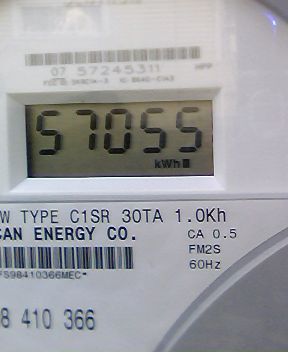 07 57245311
57055
kWh
W TYPE C1SR 30TA 1.0Kh
CAN ENERGY CO.
CA 0.5
FM2S
60Hz
FS98410366MEC
8 410 366